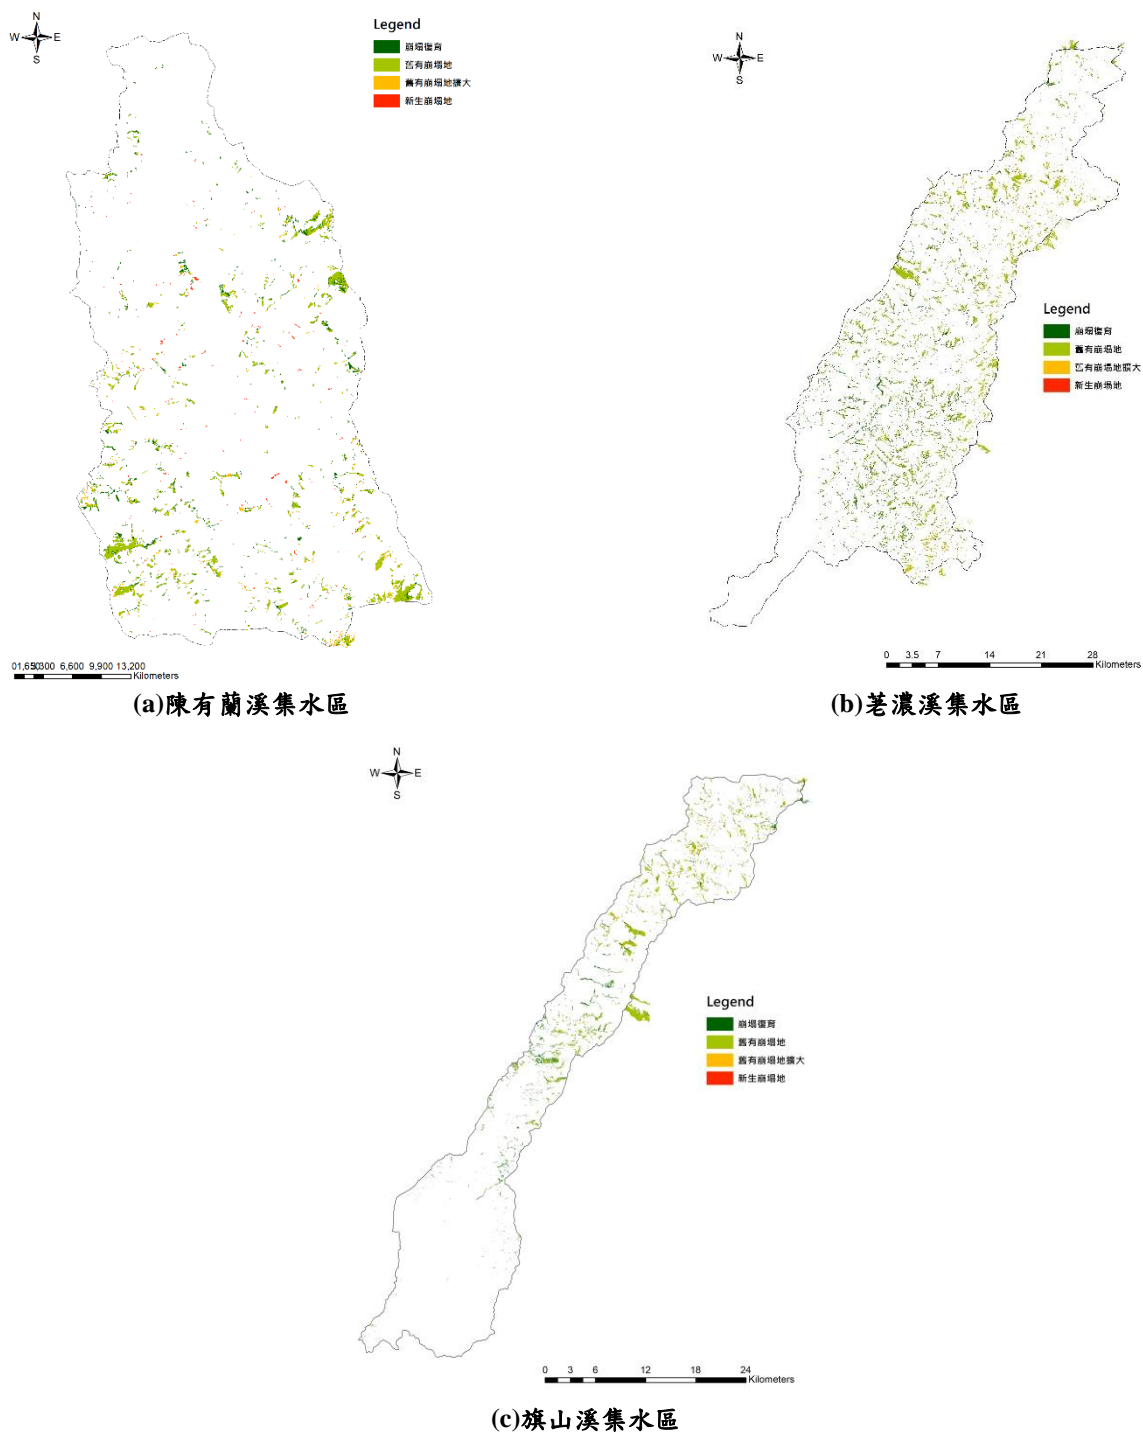 N
W E
S
Legend
崩塌復育
舊有崩塌地
舊有崩塌地擴大
新生崩塌地
01,6503,300 6,600 9,900 13,200
Kilometers
(a)陳有蘭溪集水區
N
W E
S
Legend
崩塌復育
舊有崩塌地
舊有崩塌地擴大
新生崩塌地
0 3.5 7 14 21 28
Kilometers
(b)荖濃溪集水區
N
W E
S
Legend
崩塌復育
舊有崩塌地
舊有崩塌地擴大
新生崩塌地
0 3 6 12 18 24
Kilometers
(c)旗山溪集水區